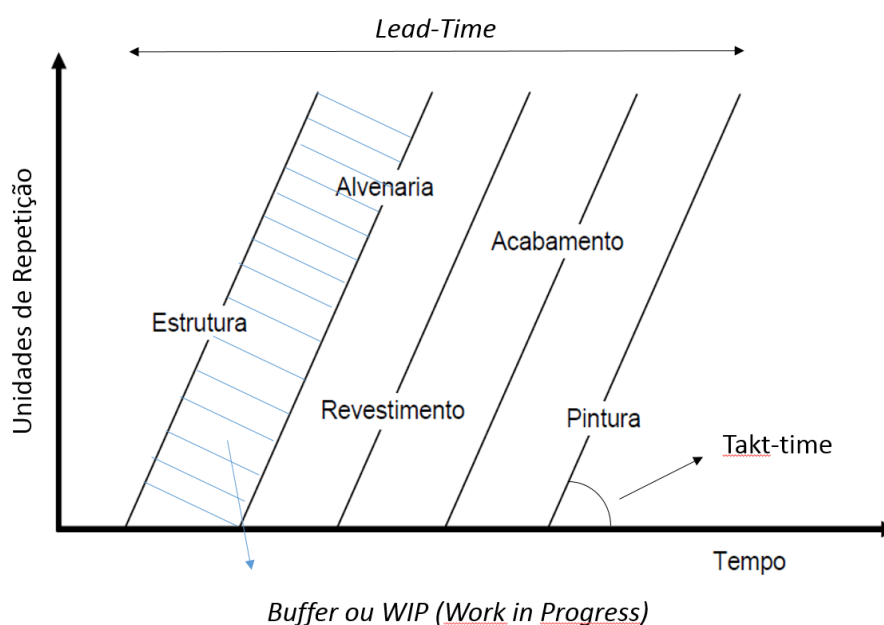 Lead-Time
Unidades de Repetição
Alvenaria
Acabamento
Estrutura
Revestimento
Pintura
Takt-time
Tempo
Buffer ou WIP (Work in Progress)